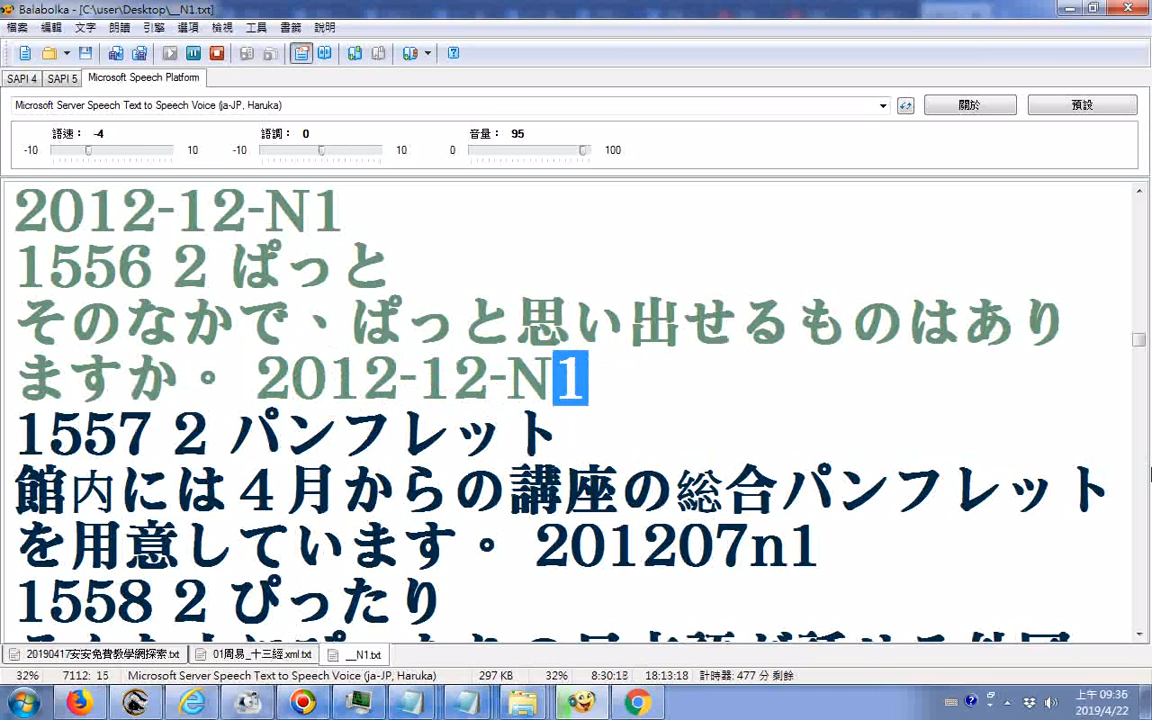 Balabolka - [C:\user\Desktop\__N1.txt]
檔案 編輯 文字 朗讀 引擎 選項 檢視 工具 書籤 說明
SAPI 4 SAPI 5 Microsoft Speech Platform
Microsoft Server Speech Text to Speech Voice (ja-JP, Haruka) 關於 預設
語速： -4 語調： 0 音量： 95
-10 10 -10 10 0 100
2012-12-N1
1556 2 ぱっと
そのなかで、ぱっと思い出せるものはあり
ますか。 2012-12-N1
1557 2 パンフレット
館内には４月からの講座の総合パンフレット
を用意しています。 201207n1
1558 2 ぴったり
20190417安安免費教學網探索.txt 01周易_十三經.xml.txt __N1.txt
32% 7112: 15 Microsoft Server Speech Text to Speech Voice (ja-JP, Haruka) 297 KB 32% 8:30:18 18:13:18 計時器: 477 分 剩餘
上午 09:36
2019/4/22